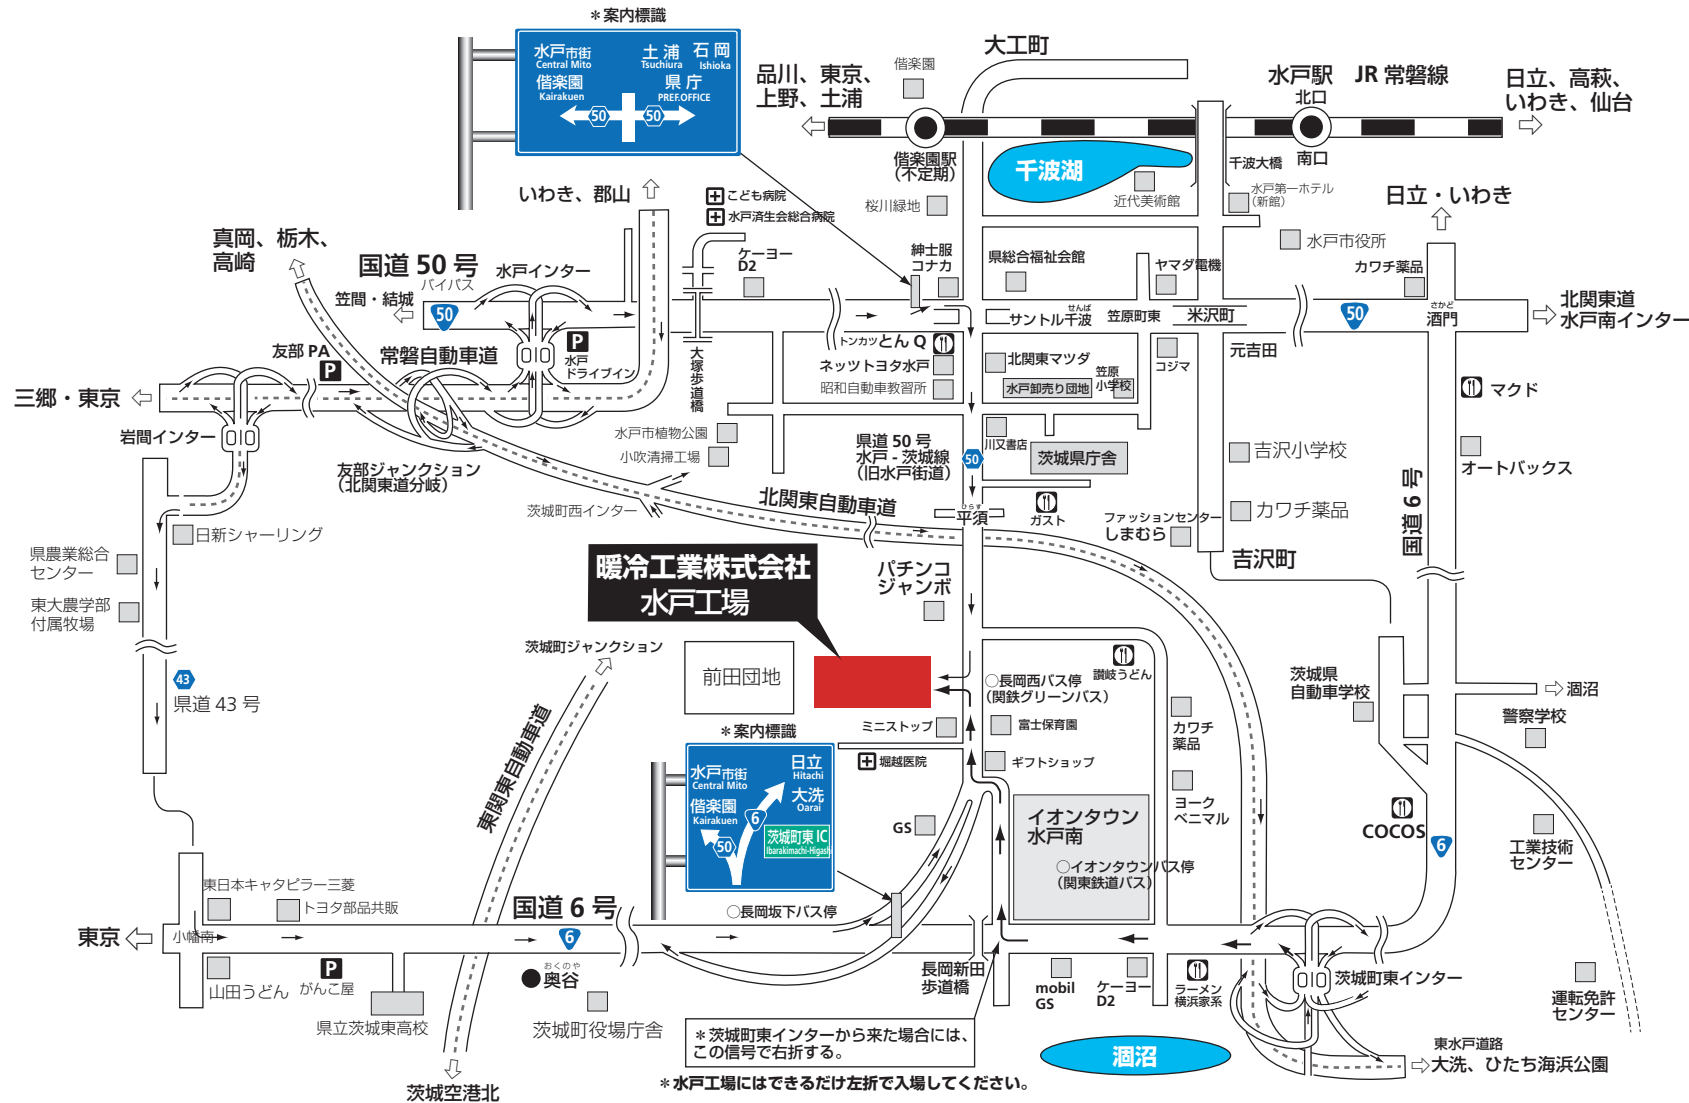 ＊案内標識
水戸市街
Central Mito
土浦
Tsuchiura
石岡
Ishioka
偕楽園
Kairakuen
県庁
PREF.OFFICE
50
50
大工町
偕楽園
品川、東京、
上野、土浦
水戸駅
北口
JR 常磐線
日立、高萩、
いわき、仙台
偕楽園駅
（不定期）
千波湖
南口
千波大橋
近代美術館
水戸第一ホテル
（新館）
桜川緑地
日立・いわき
いわき、郡山
こども病院
水戸済生会総合病院
真岡、栃木、
高崎
国道 50 号
バイパス
水戸インター
笠間・結城
50
ケーヨー
D2
紳士服
コナカ
県総合福祉会館
ヤマダ電機
水戸市役所
カワチ薬品
せんば
サントル千波
笠原町東
米沢町
50
さかど
酒門
北関東道
水戸南インター
元吉田
友部 PA
P
常磐自動車道
P
水戸
ドライブイン
大塚歩道橋
トンカツとん Q
ネッツトヨタ水戸
昭和自動車教習所
北関東マツダ
水戸卸売り団地
笠原
小学校
コジマ
マクド
三郷・東京
岩間インター
水戸市植物公園
小吹清掃工場
県道 50 号
水戸 - 茨城線
（旧水戸街道）
50
川又書店
茨城県庁舎
吉沢小学校
オートバックス
友部ジャンクション
（北関東道分岐）
茨城町西インター
北関東自動車道
ひらす
平須
ガスト
ファッションセンター
しまむら
カワチ薬品
国道 6 号
吉沢町
日新シャーリング
県農業総合
センター
東大農学部
付属牧場
暖冷工業株式会社
水戸工場
パチンコ
ジャンボ
茨城町ジャンクション
前田団地
43
県道 43 号
○長岡西バス停
（関鉄グリーンバス）
讃岐うどん
茨城県
自動車学校
涸沼
警察学校
ミニストップ
富士保育園
カワチ
薬品
＊案内標識
堀越医院
ギフトショップ
東関東自動車道
水戸市街
Central Mito
日立
Hitachi
偕楽園
Kairakuen
大洗
Oarai
6
50
茨城町東 IC
Ibarakimachi-Higashi
GS
イオンタウン
水戸南
○イオンタウンバス停
（関東鉄道バス）
ヨーク
ベニマル
COCOS
6
工業技術
センター
東日本キャタピラー三菱
トヨタ部品共販
国道 6 号
○長岡坂下バス停
東京
小幡南
6
山田うどん
P
がんこ屋
おくのや
●奥谷
県立茨城東高校
茨城町役場庁舎
長岡新田
歩道橋
mobil
GS
ケーヨー
D2
ラーメン
横浜家系
茨城町東インター
運転免許
センター
＊茨城町東インターから来た場合には、
この信号で右折する。
涸沼
東水戸道路
大洗、ひたち海浜公園
＊水戸工場にはできるだけ左折で入場してください。
茨城空港北